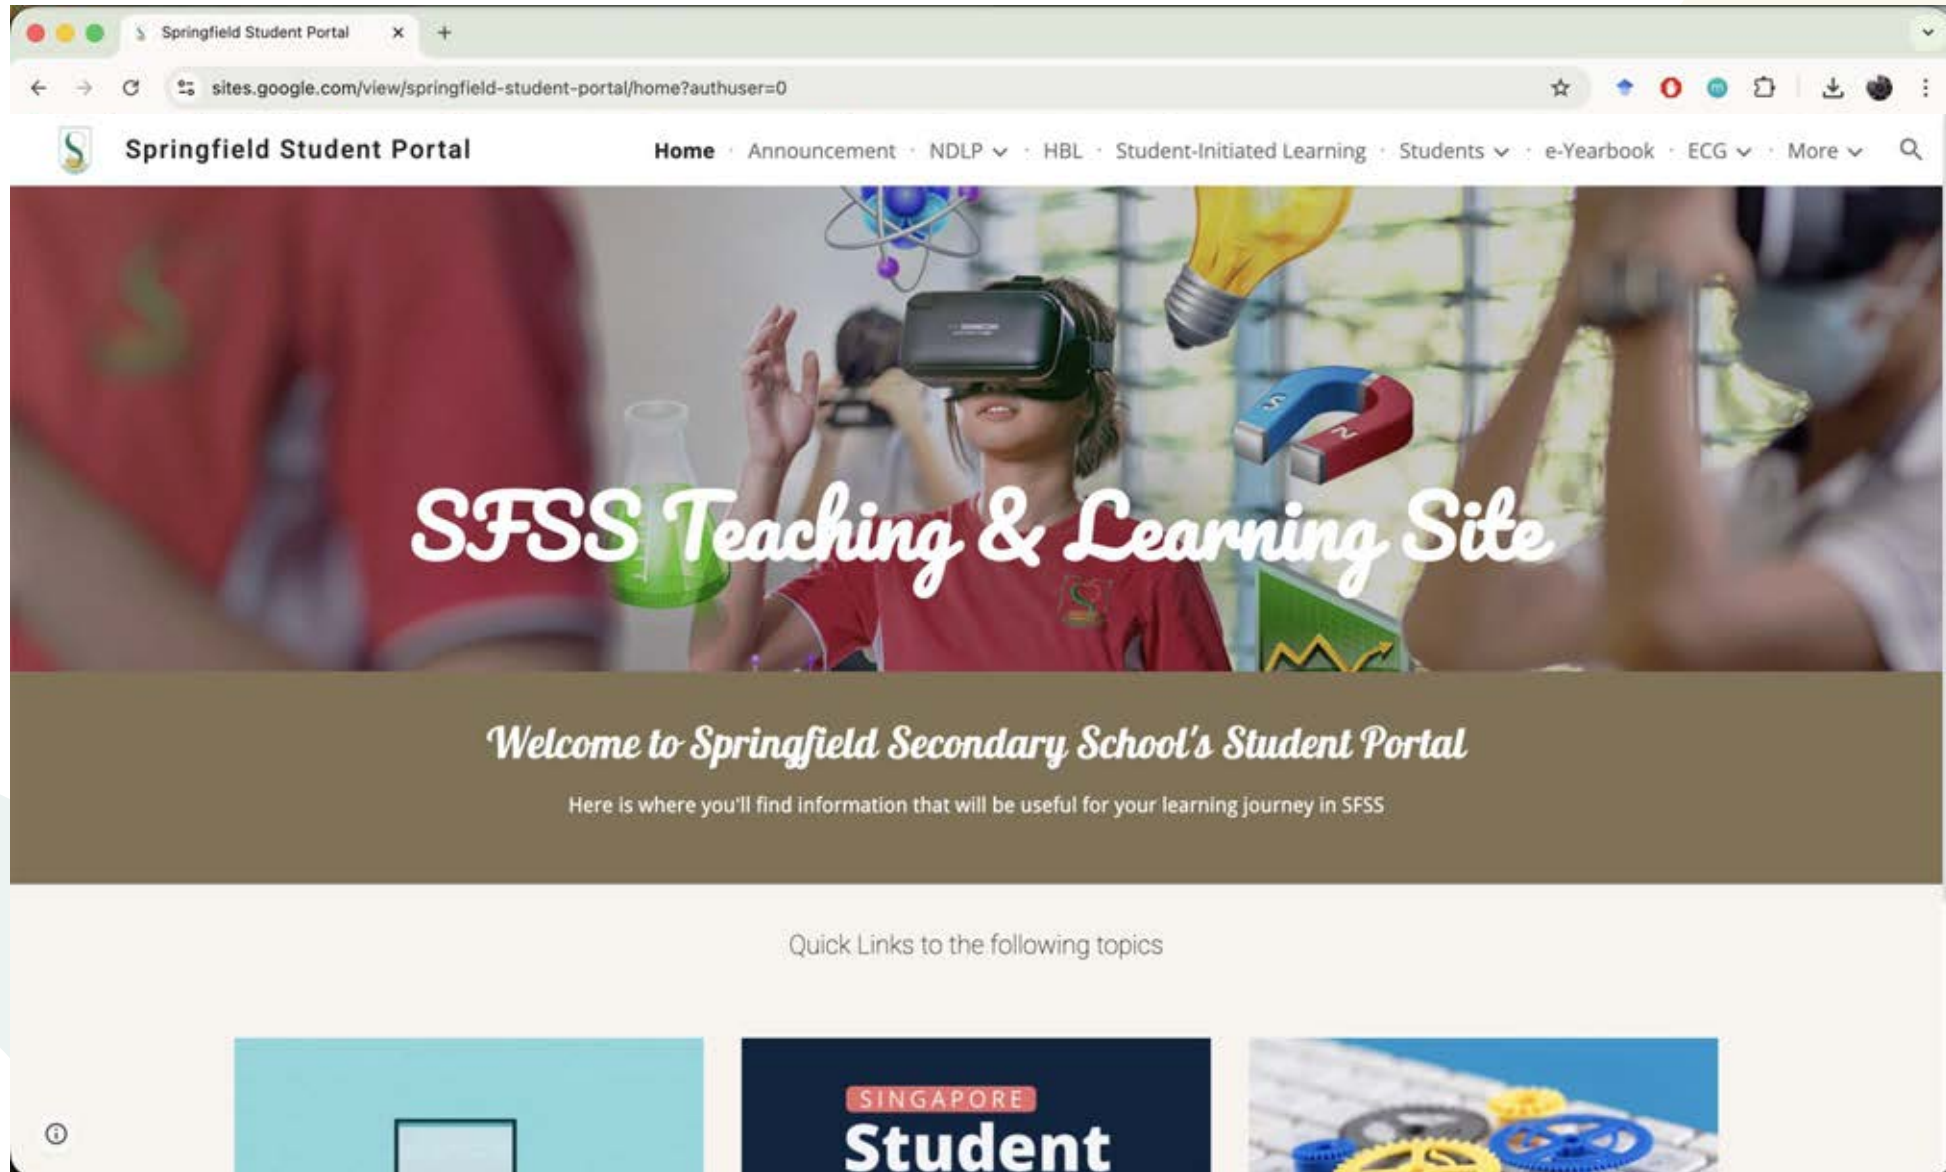 Springfield Student Portal
sites.google.com/view/springfield-student-portal/home?authuser=0
Springfield Student Portal
Home · Announcement · NDLP · HBL · Student-Initiated Learning · Students · e-Yearbook · ECG · More
S
N
SFSS Teaching & Learning Site
Welcome to Springfield Secondary School's Student Portal
Here is where you'll find information that will be useful for your learning journey in SFSS
Quick Links to the following topics
SINGAPORE
Student